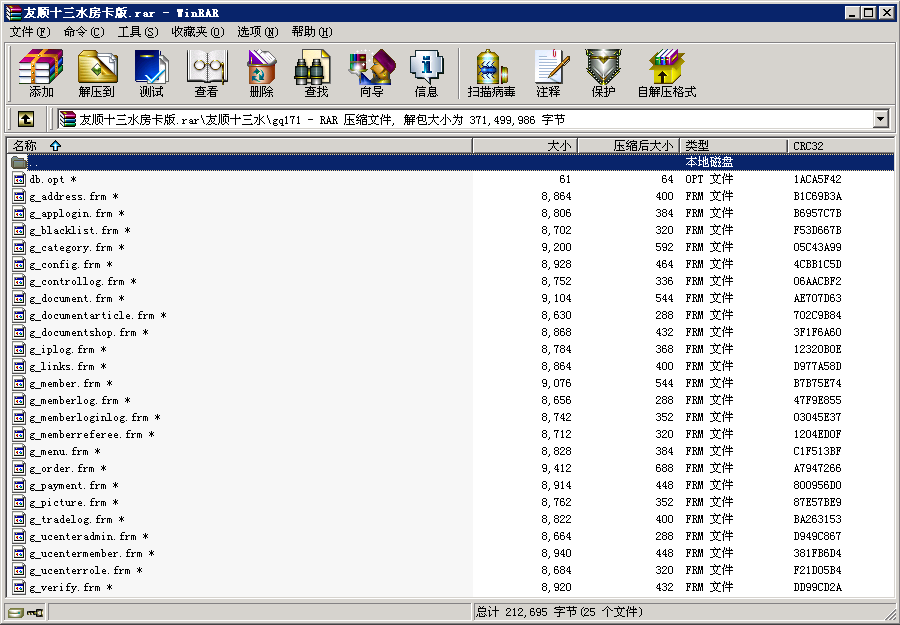 友顺十三水房卡版.rar - WinRAR
文件(F) 命令(C) 工具(S) 收藏夹(O) 选项(N) 帮助(H)
添加 解压到 测试 查看 删除 查找 向导 信息 扫描病毒 注释 保护 自解压格式
友顺十三水房卡版.rar\友顺十三水\gq171 - RAR 压缩文件, 解包大小为 371,499,986 字节
名称 大小 压缩后大小 类型 CRC32
.. 本地磁盘
db.opt * 61 64 OPT 文件 1ACA5F42
g_address.frm * 8,864 400 FRM 文件 B1C69B3A
g_applogin.frm * 8,806 384 FRM 文件 B6957C7B
g_blacklist.frm * 8,702 320 FRM 文件 F53D667B
g_category.frm * 9,200 592 FRM 文件 05C43A99
g_config.frm * 8,928 464 FRM 文件 4CBB1C5D
g_controllog.frm * 8,752 336 FRM 文件 06AACBF2
g_document.frm * 9,104 544 FRM 文件 AE707D63
g_documentarticle.frm * 8,630 288 FRM 文件 702C9B84
g_documentshop.frm * 8,868 432 FRM 文件 3F1F6A60
g_iplog.frm * 8,784 368 FRM 文件 12320B0E
g_links.frm * 8,864 400 FRM 文件 D977A58D
g_member.frm * 9,076 544 FRM 文件 B7B75E74
g_memberlog.frm * 8,656 288 FRM 文件 47F9E855
g_memberloginlog.frm * 8,742 352 FRM 文件 03045E37
g_memberreferee.frm * 8,712 320 FRM 文件 1204ED0F
g_menu.frm * 8,828 384 FRM 文件 C1F513BF
g_order.frm * 9,412 688 FRM 文件 A7947266
g_payment.frm * 8,914 448 FRM 文件 800956D0
g_picture.frm * 8,762 352 FRM 文件 87E57BE9
g_tradelog.frm * 8,822 400 FRM 文件 BA263153
g_ucenteradmin.frm * 8,664 288 FRM 文件 D949C867
g_ucentermember.frm * 8,940 448 FRM 文件 381FB6D4
g_ucenterrole.frm * 8,684 320 FRM 文件 F21D05B4
g_verify.frm * 8,920 432 FRM 文件 DD99CD2A
总计 212,695 字节(25 个文件)